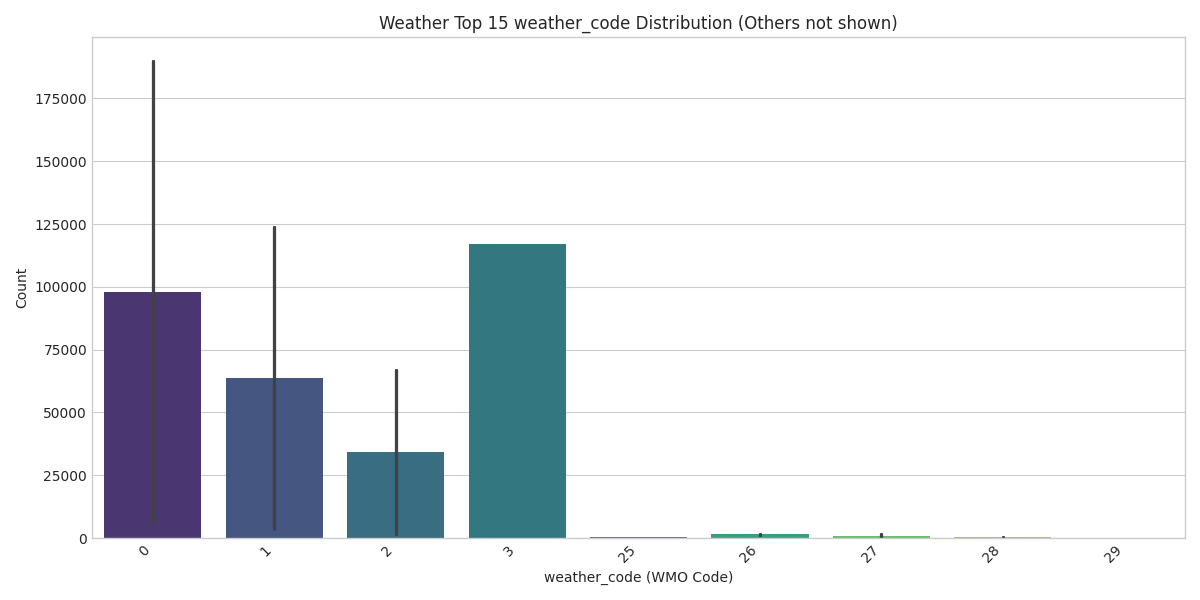 Weather Top 15 weather_code Distribution (Others not shown)
175000
150000
125000
100000
75000
50000
25000
0
Count
0 1 2 3 25 26 27 28 29
weather_code (WMO Code)